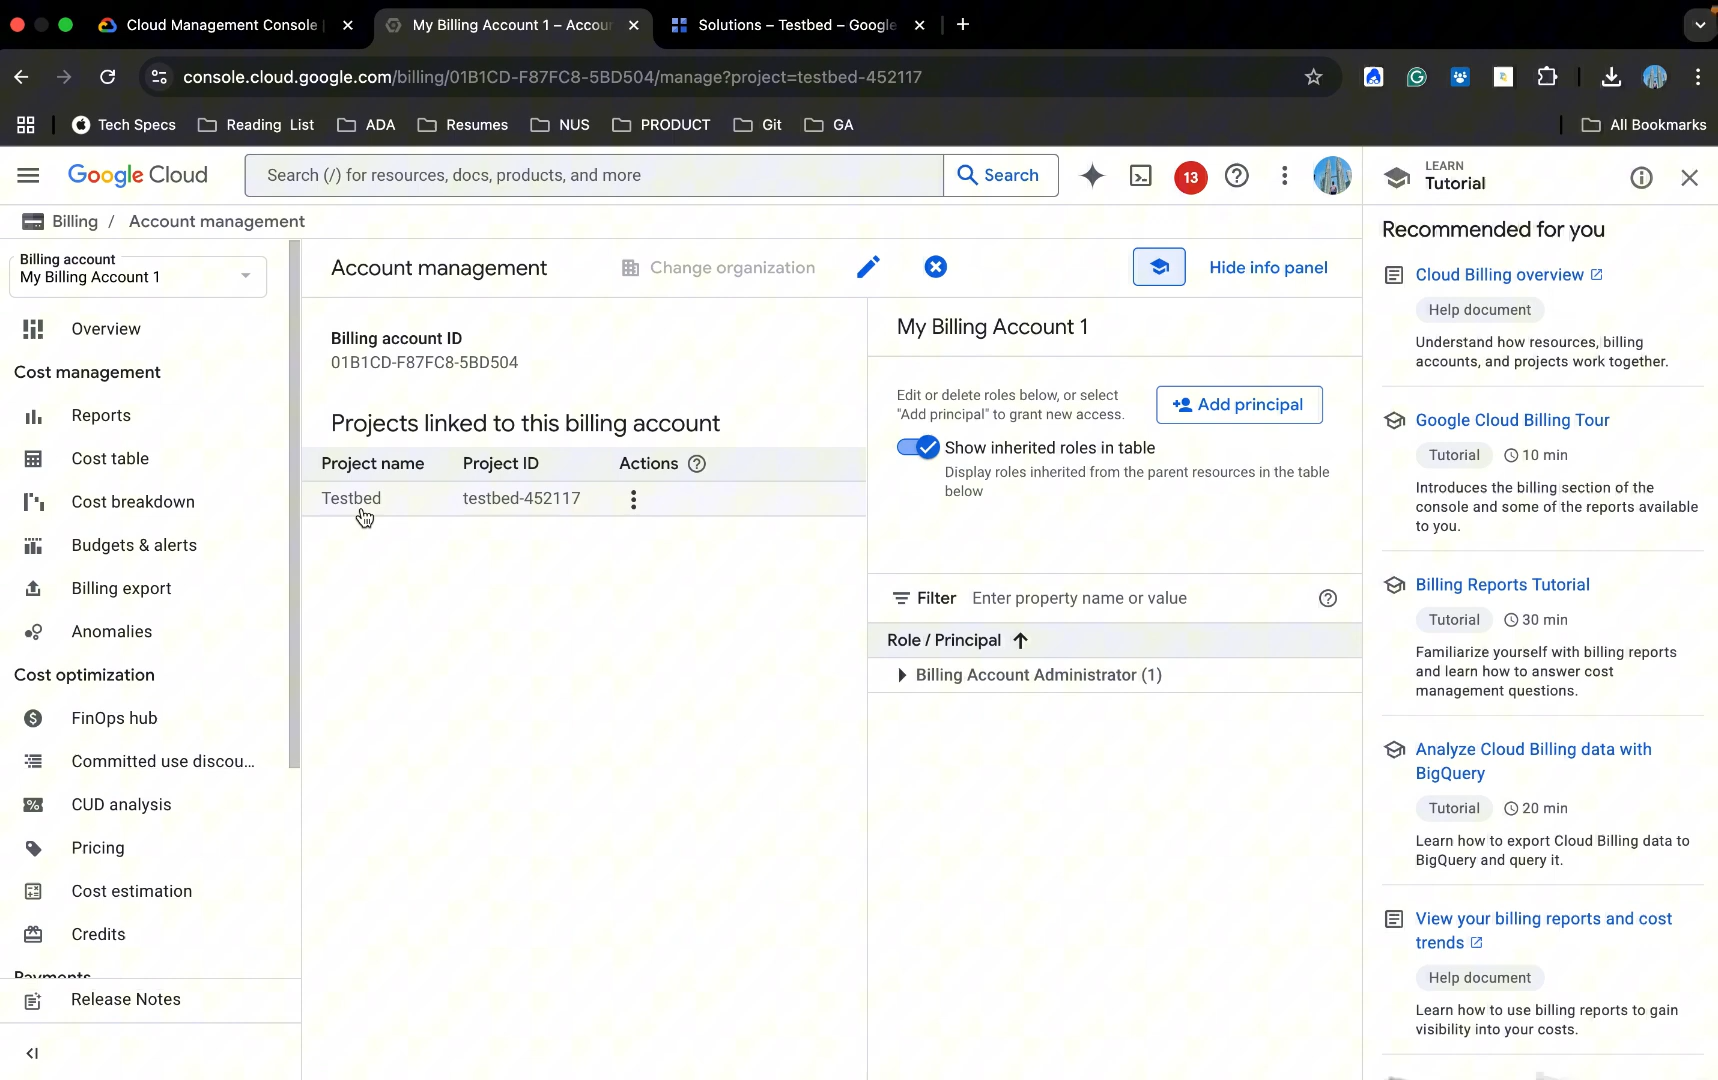 Cloud Management Console
My Billing Account 1 – Accou
Solutions – Testbed – Google
console.cloud.google.com/billing/01B1CD-F87FC8-5BD504/manage?project=testbed-452117
Tech Specs
Reading List
ADA
Resumes
NUS
PRODUCT
Git
GA
All Bookmarks
Google Cloud
Search (/) for resources, docs, products, and more
Search
13
LEARN
Tutorial
Billing / Account management
Billing account
My Billing Account 1
Overview
Cost management
Reports
Cost table
Cost breakdown
Budgets & alerts
Billing export
Anomalies
Cost optimization
FinOps hub
Committed use discou...
CUD analysis
Pricing
Cost estimation
Credits
Payments
Release Notes
Account management
Change organization
Hide info panel
Billing account ID
01B1CD-F87FC8-5BD504
Projects linked to this billing account
Project name
Project ID
Actions
Testbed
testbed-452117
My Billing Account 1
Edit or delete roles below, or select
"Add principal" to grant new access.
Add principal
Show inherited roles in table
Display roles inherited from the parent resources in the table
below
Filter
Enter property name or value
Role / Principal
Billing Account Administrator (1)
Recommended for you
Cloud Billing overview
Help document
Understand how resources, billing
accounts, and projects work together.
Google Cloud Billing Tour
Tutorial
10 min
Introduces the billing section of the
console and some of the reports available
to you.
Billing Reports Tutorial
Tutorial
30 min
Familiarize yourself with billing reports
and learn how to answer cost
management questions.
Analyze Cloud Billing data with
BigQuery
Tutorial
20 min
Learn how to export Cloud Billing data to
BigQuery and query it.
View your billing reports and cost
trends
Help document
Learn how to use billing reports to gain
visibility into your costs.